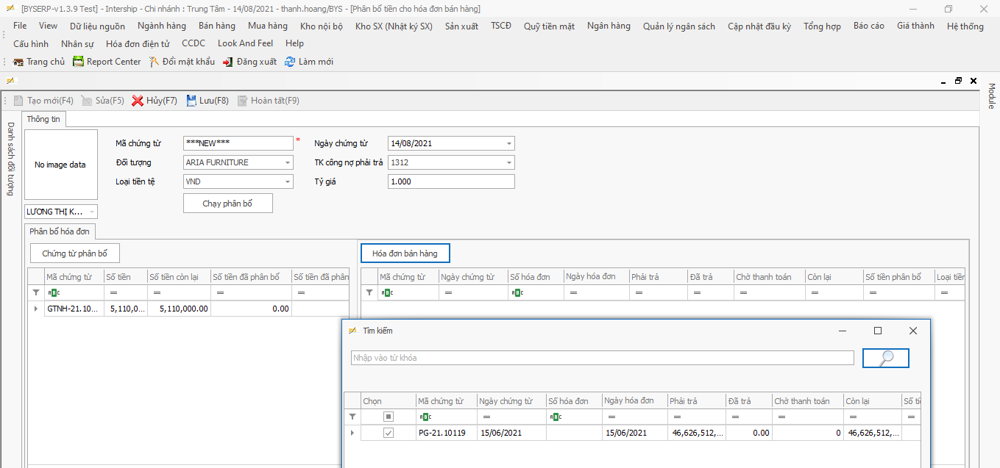 [BYSERP-v1.3.9 Test] - Intership - Chi nhánh : Trung Tâm - 14/08/2021 - thanh.hoang/BYS - [Phân bổ tiền cho hóa đơn bán hàng]
File View Dữ liệu nguồn Ngành hàng Bán hàng Mua hàng Kho nội bộ Kho SX (Nhật ký SX) Sản xuất TSCĐ Quỹ tiền mặt Ngân hàng Quản lý ngân sách Cập nhật đầu kỳ Tổng hợp Báo cáo Giá thành Hệ thống
Cấu hình Nhân sự Hóa đơn điện tử CCDC Look And Feel Help
Trang chủ Report Center Đổi mật khẩu Đăng xuất Làm mới
Module
Tạo mới(F4) Sửa(F5) Hủy(F7) Lưu(F8) Hoàn tất(F9)
Danh sách đối tượng
Thông tin
No image data
Mã chứng từ ***NEW*** * Ngày chứng từ 14/08/2021
Đối tượng ARIA FURNITURE TK công nợ phải trả 1312
Loại tiền tệ VND Tỷ giá 1.000
Chạy phân bổ
LƯƠNG THỊ K...
Phân bổ hóa đơn
Chứng từ phân bổ
Mã chứng từ Số tiền Số tiền còn lại Số tiền đã phân bổ Số tiền đã phân
ABC = = = =
GTNH-21.10... 5,110,0... 5,110,000.00 0.00
Hóa đơn bán hàng
Mã chứng từ Ngày chứng từ Số hóa đơn Ngày hóa đơn Phải trả Đã trả Chờ thanh toán Còn lại Số tiền phân bổ Loại tiền
ABC = ABC = = = = = = =
Tìm kiếm
Nhập vào từ khóa
Chọn Mã chứng từ Ngày chứng từ Số hóa đơn Ngày hóa đơn Phải trả Đã trả Chờ thanh toán Còn lại Số tiề
ABC = ABC = = = = = =
PG-21.10119 15/06/2021 15/06/2021 46,626,512,... 0.00 0 46,626,512,...